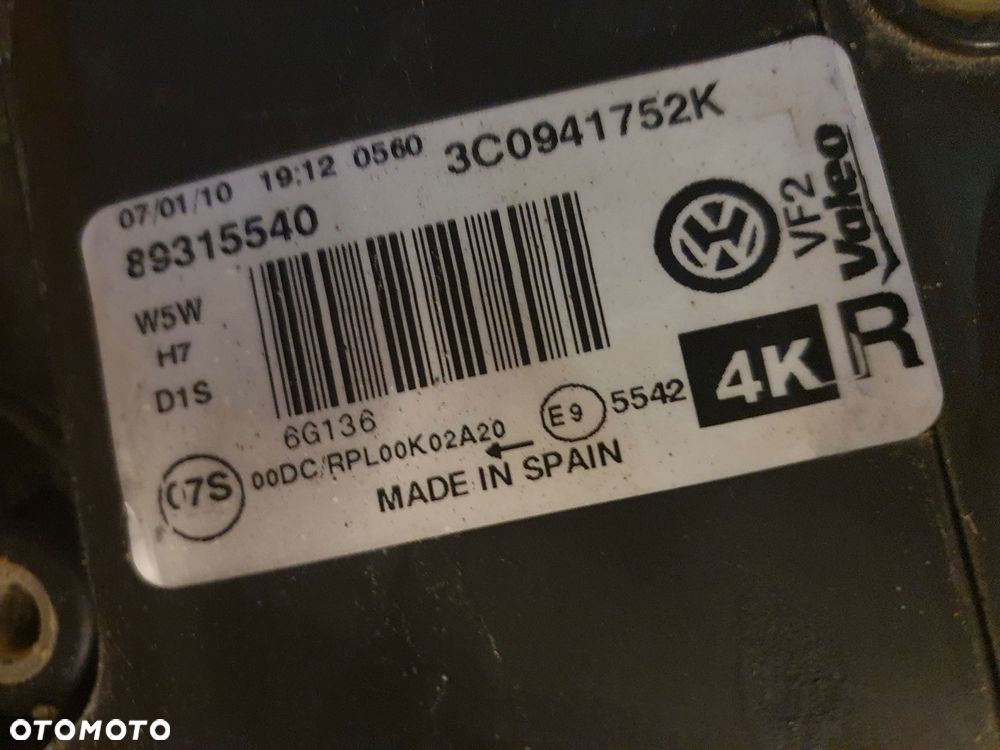 07/01/10 19:12 0560 3C0941752K
89315540
W5W
H7
D1S
6G136
VF2
Valeo
4K
R
00DC/RPL00K02A20
E9
5542
07S
MADE IN SPAIN
OTOMOTO